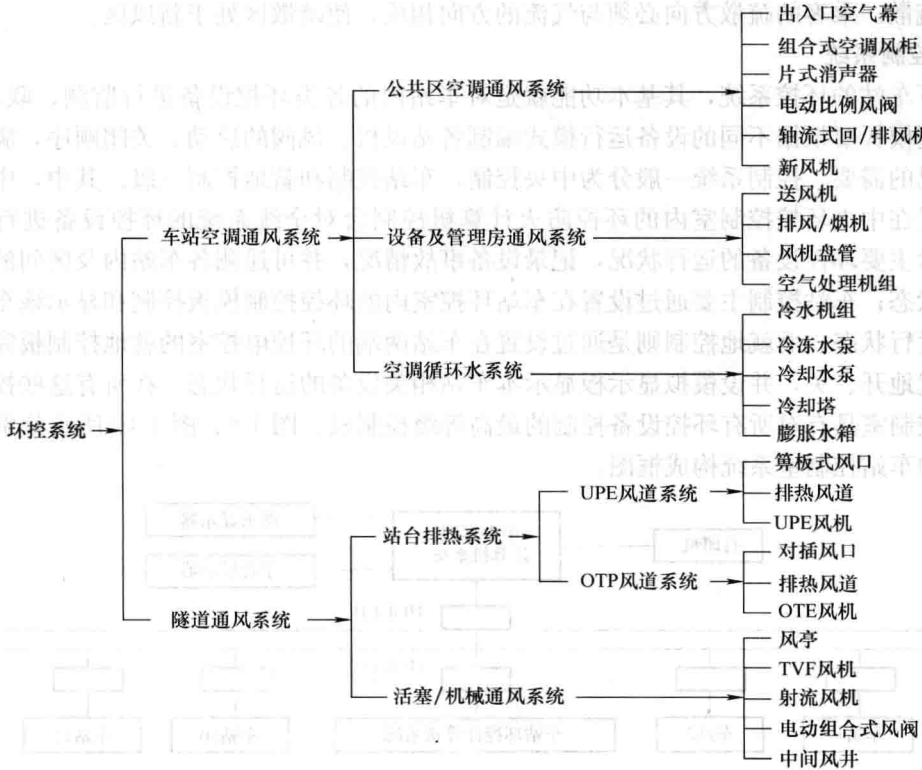 出入口空气幕
组合式空调风柜
片式消声器
公共区空调通风系统
电动比例风阀
轴流式回/排风机
新风机
送风机
车站空调通风系统
设备及管理房通风系统
排风/烟机
风机盘管
空气处理机组
冷水机组
冷冻水泵
空调循环水系统
冷却水泵
冷却塔
环控系统
膨胀水箱
箅板式风口
UPE风道系统
排热风道
站台排热系统
UPE风机
对插风口
OTP风道系统
排热风道
隧道通风系统
OTE风机
风亭
TVF风机
活塞/机械通风系统
射流风机
电动组合式风阀
中间风井